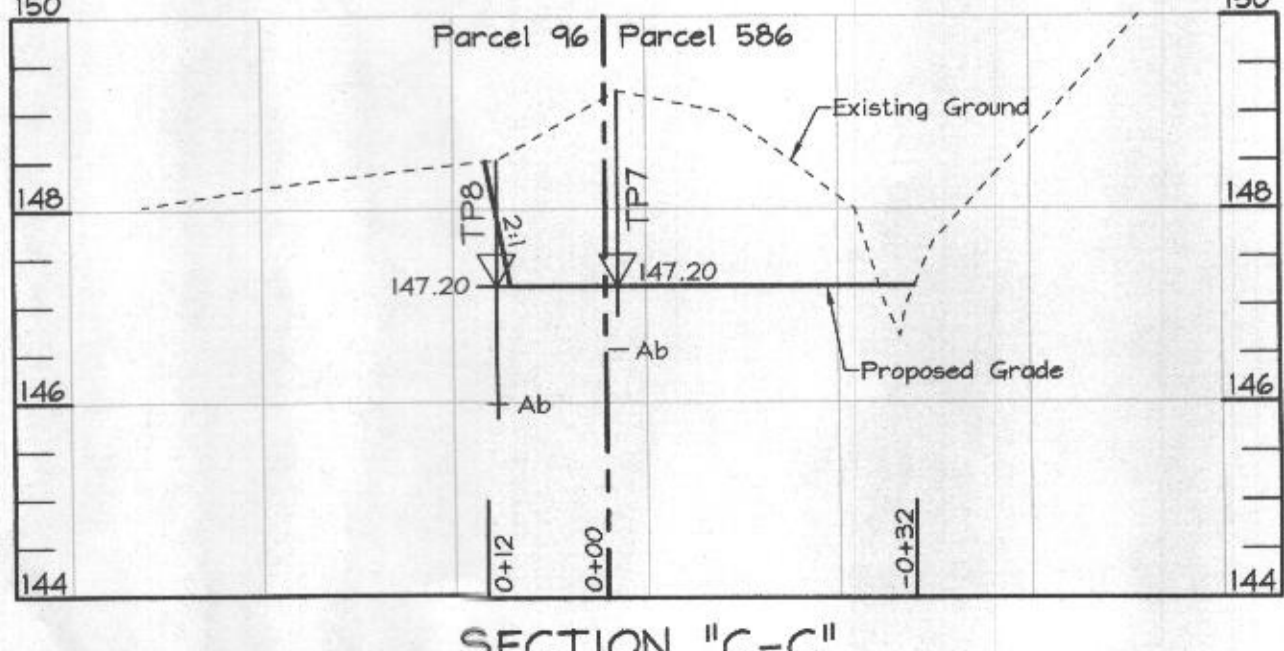 150
150
Parcel 96
Parcel 586
Existing Ground
TP8
2:1
TP7
148
148
147.20
147.20
Ab
Proposed Grade
146
Ab
146
0+12
0+00
-0+32
144
144
SECTION "C-C"